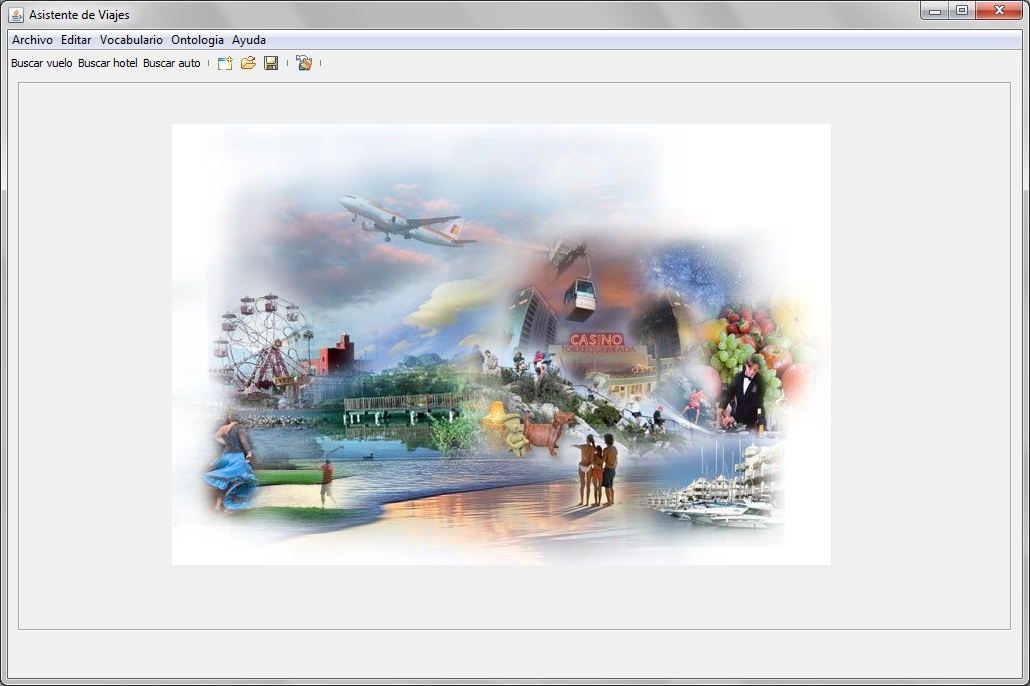 Asistente de Viajes
Archivo Editar Vocabulario Ontologia Ayuda
Buscar vuelo Buscar hotel Buscar auto
CASINO
TORREQUEBRADA